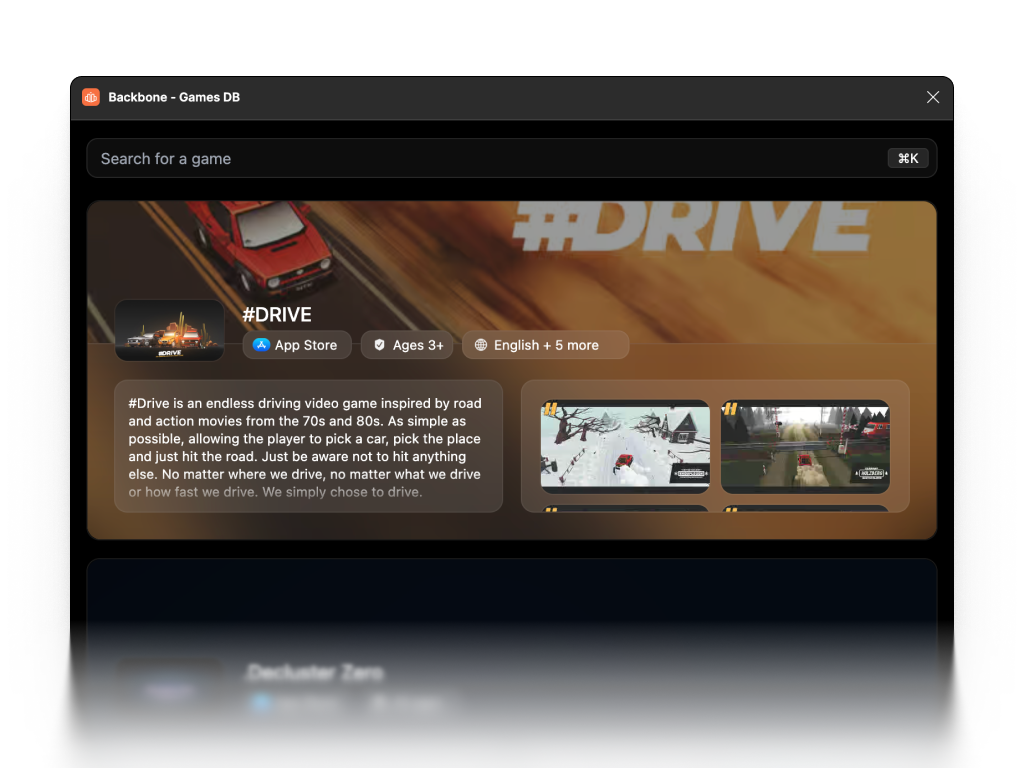 Backbone - Games DB
Search for a game
⌘K
#DRIVE
#DRIVE
#DRIVE
App Store
Ages 3+
English + 5 more
#Drive is an endless driving video game inspired by road
and action movies from the 70s and 80s. As simple as
possible, allowing the player to pick a car, pick the place
and just hit the road. Just be aware not to hit anything
else. No matter where we drive, no matter what we drive
or how fast we drive. We simply chose to drive.
HOLZBERG
.Decluster Zero